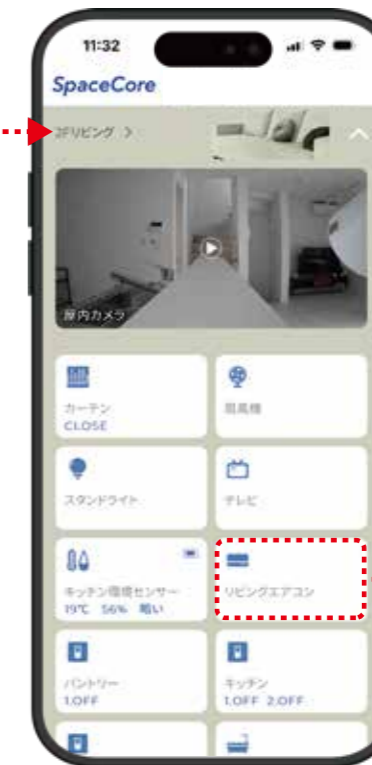 11:32
SpaceCore
2Fリビング >
屋内カメラ
カーテン
CLOSE
扇風機
スタンドライト
テレビ
キッチン環境センサー
19℃ 56% 暗い
リビングエアコン
パントリー
1.OFF
キッチン
1.OFF 2.OFF